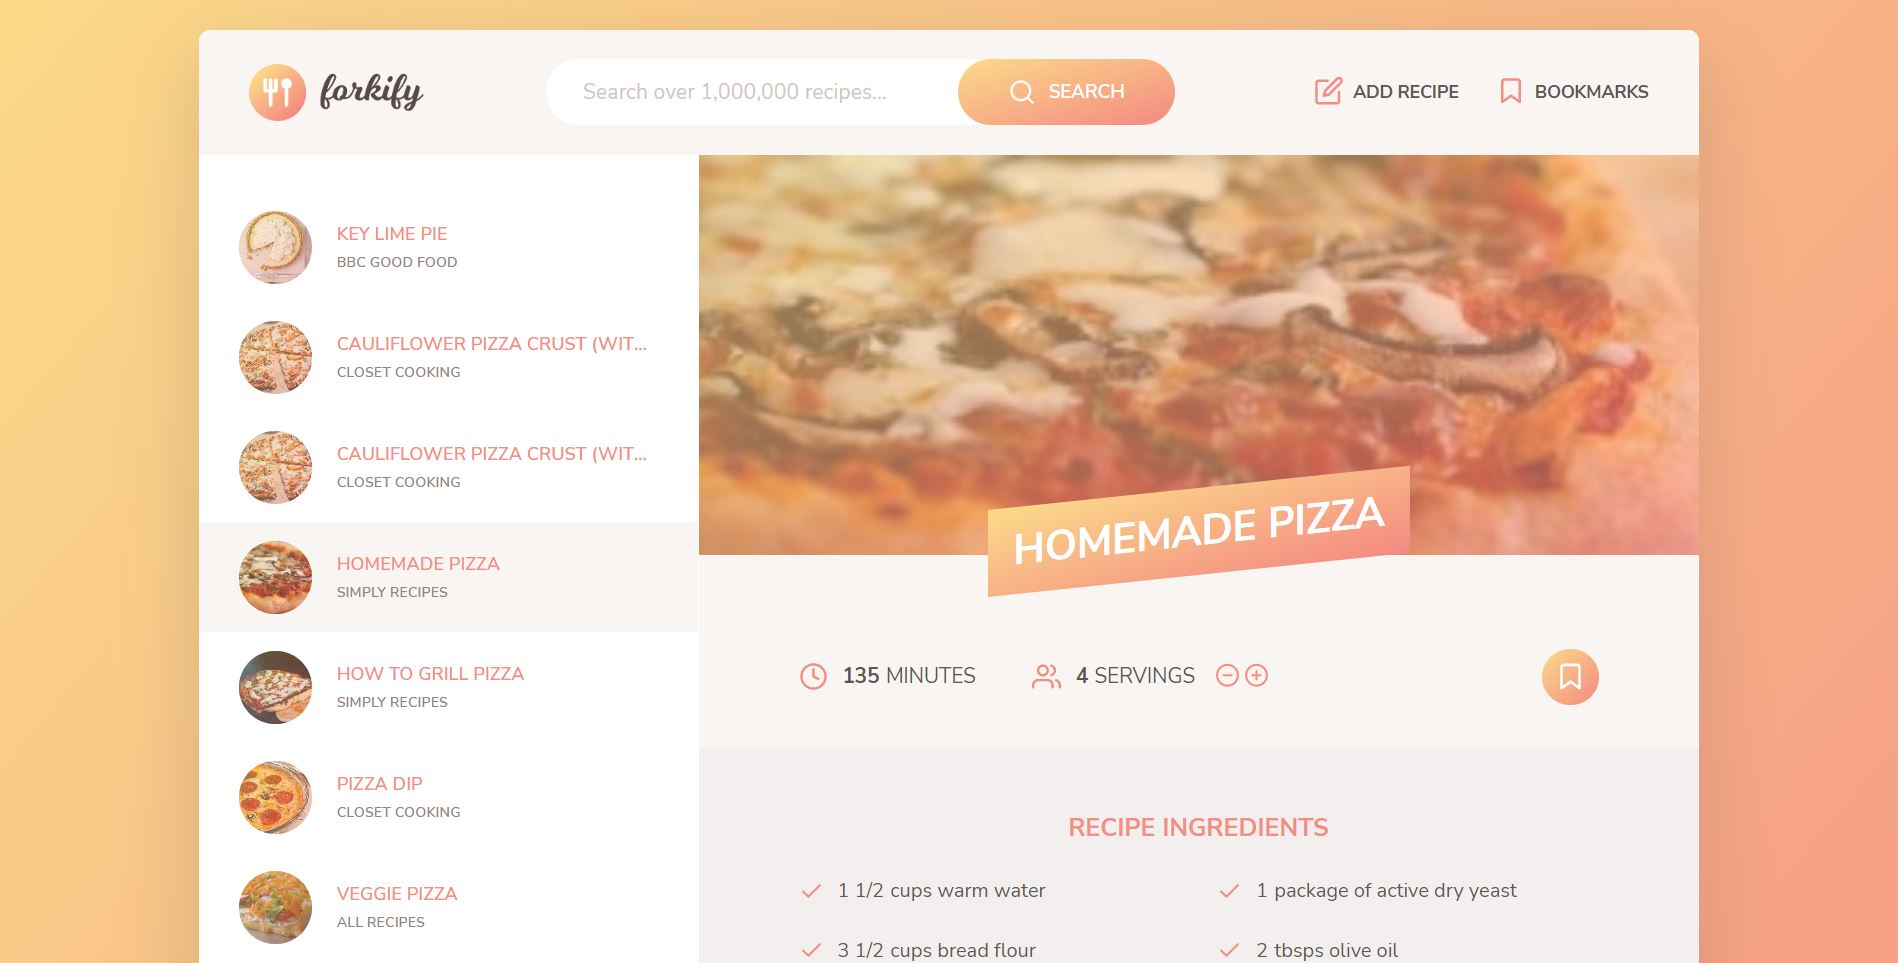 forkify
Search over 1,000,000 recipes...
SEARCH
ADD RECIPE
BOOKMARKS
KEY LIME PIE
BBC GOOD FOOD
CAULIFLOWER PIZZA CRUST (WIT...
CLOSET COOKING
CAULIFLOWER PIZZA CRUST (WIT...
CLOSET COOKING
HOMEMADE PIZZA
SIMPLY RECIPES
HOW TO GRILL PIZZA
SIMPLY RECIPES
PIZZA DIP
CLOSET COOKING
VEGGIE PIZZA
ALL RECIPES
HOMEMADE PIZZA
135 MINUTES
4 SERVINGS
RECIPE INGREDIENTS
1 1/2 cups warm water
1 package of active dry yeast
3 1/2 cups bread flour
2 tbsps olive oil